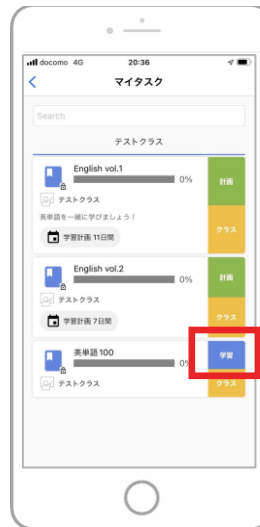 docomo 4G 20:36
マイタスク
Search
テストクラス
English vol.1
0% 計画
テストクラス
英単語を一緒に学びましょう！
クラス
学習計画 11日間
English vol.2
0% 計画
テストクラス
クラス
学習計画 7日間
英単語 100
0% 学習
テストクラス クラス